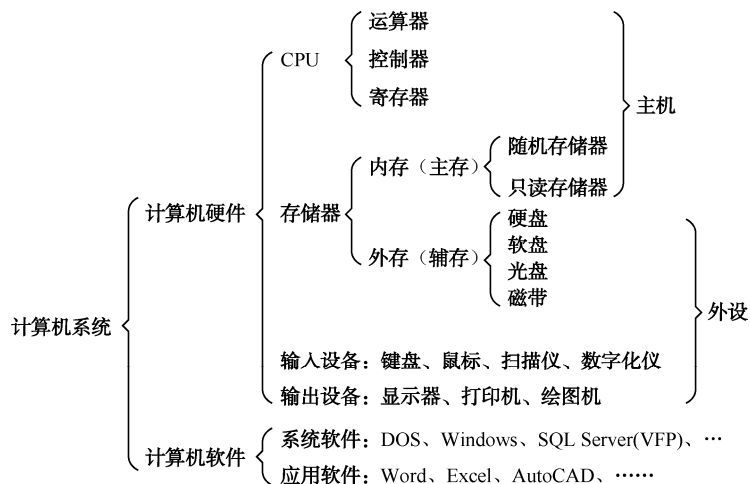 运算器
CPU
控制器
寄存器
主机
随机存储器
内存（主存）
只读存储器
计算机硬件
存储器
硬盘
软盘
外存（辅存）
光盘
磁带
外设
计算机系统
输入设备：键盘、鼠标、扫描仪、数字化仪
输出设备：显示器、打印机、绘图机
系统软件：DOS、Windows、SQL Server(VFP)、…
计算机软件
应用软件：Word、Excel、AutoCAD、……